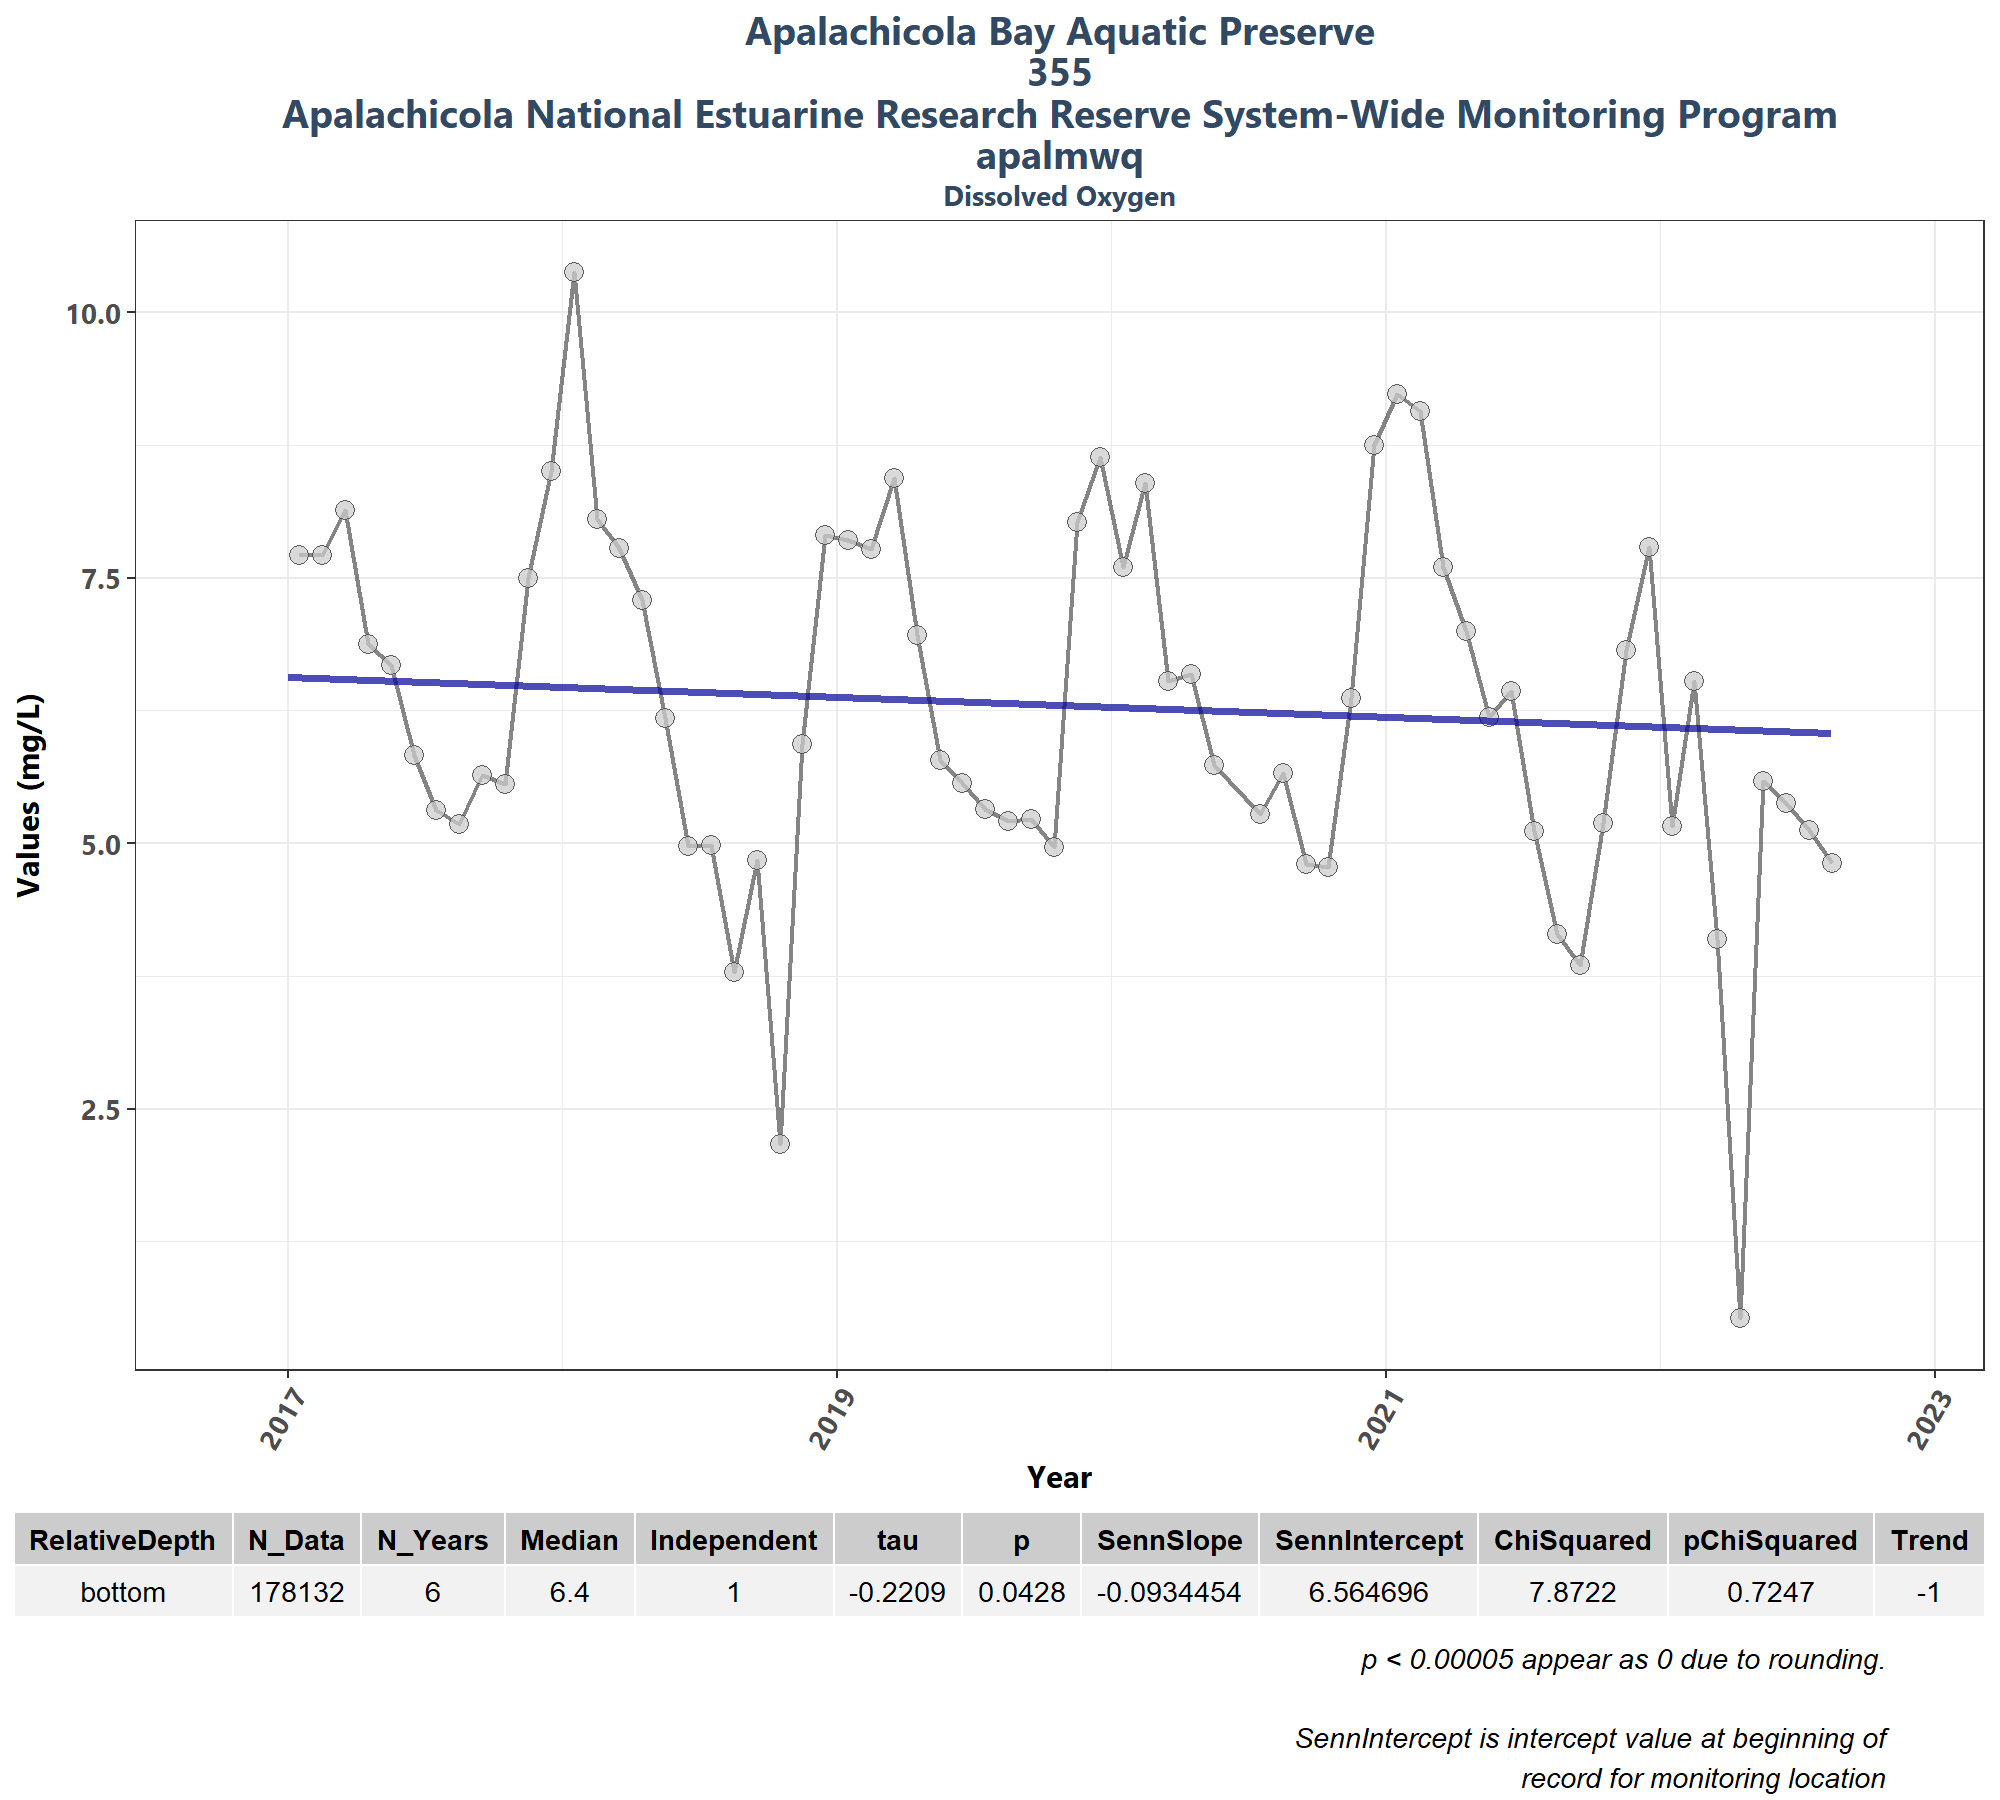 Apalachicola Bay Aquatic Preserve
355
Apalachicola National Estuarine Research Reserve System-Wide Monitoring Program
apalmwq
Dissolved Oxygen
Values (mg/L)
10.0
7.5
5.0
2.5
2017
2019
2021
2023
Year
RelativeDepth N_Data N_Years Median Independent tau p SennSlope SennIntercept ChiSquared pChiSquared Trend
bottom 178132 6 6.4 1 -0.2209 0.0428 -0.0934454 6.564696 7.8722 0.7247 -1
p < 0.00005 appear as 0 due to rounding.
SennIntercept is intercept value at beginning of
record for monitoring location